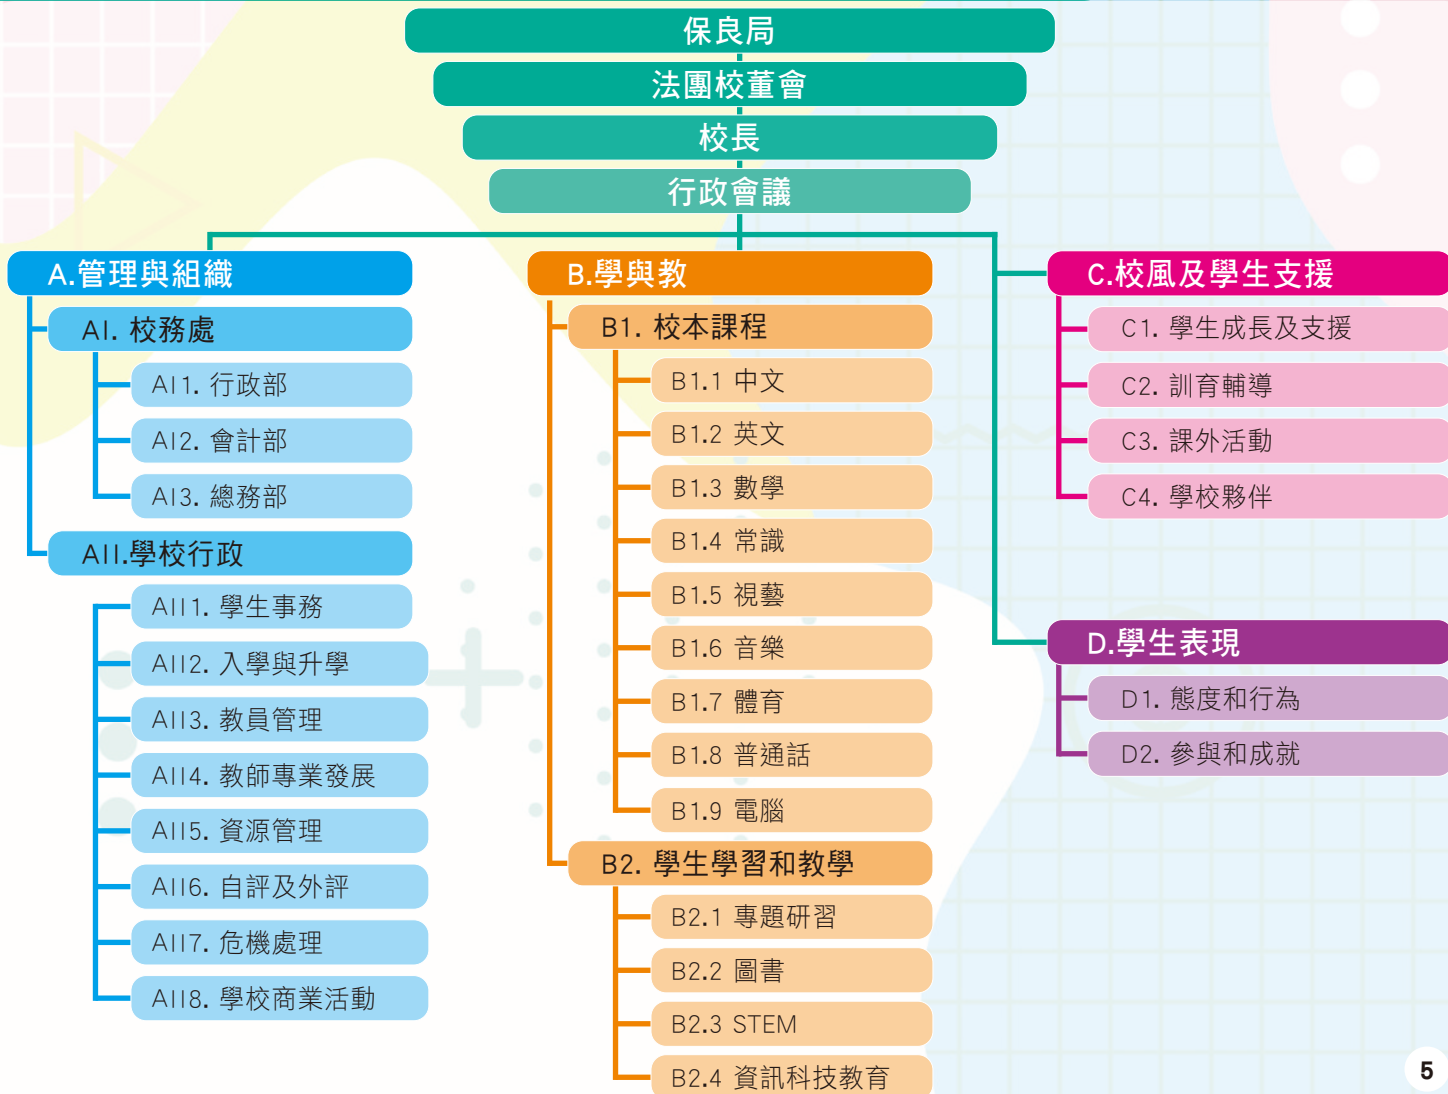 保良局
法團校董會
校長
行政會議
A.管理與組織
AI. 校務處
AI1. 行政部
AI2. 會計部
AI3. 總務部
AII.學校行政
AII1. 學生事務
AII2. 入學與升學
AII3. 教員管理
AII4. 教師專業發展
AII5. 資源管理
AII6. 自評及外評
AII7. 危機處理
AII8. 學校商業活動
B.學與教
B1. 校本課程
B1.1 中文
B1.2 英文
B1.3 數學
B1.4 常識
B1.5 視藝
B1.6 音樂
B1.7 體育
B1.8 普通話
B1.9 電腦
B2. 學生學習和教學
B2.1 專題研習
B2.2 圖書
B2.3 STEM
B2.4 資訊科技教育
C.校風及學生支援
C1. 學生成長及支援
C2. 訓育輔導
C3. 課外活動
C4. 學校夥伴
D.學生表現
D1. 態度和行為
D2. 參與和成就
5